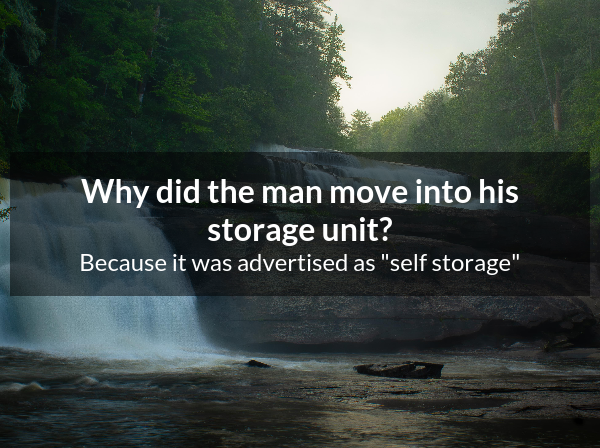 Why did the man move into his
storage unit?
Because it was advertised as "self storage"